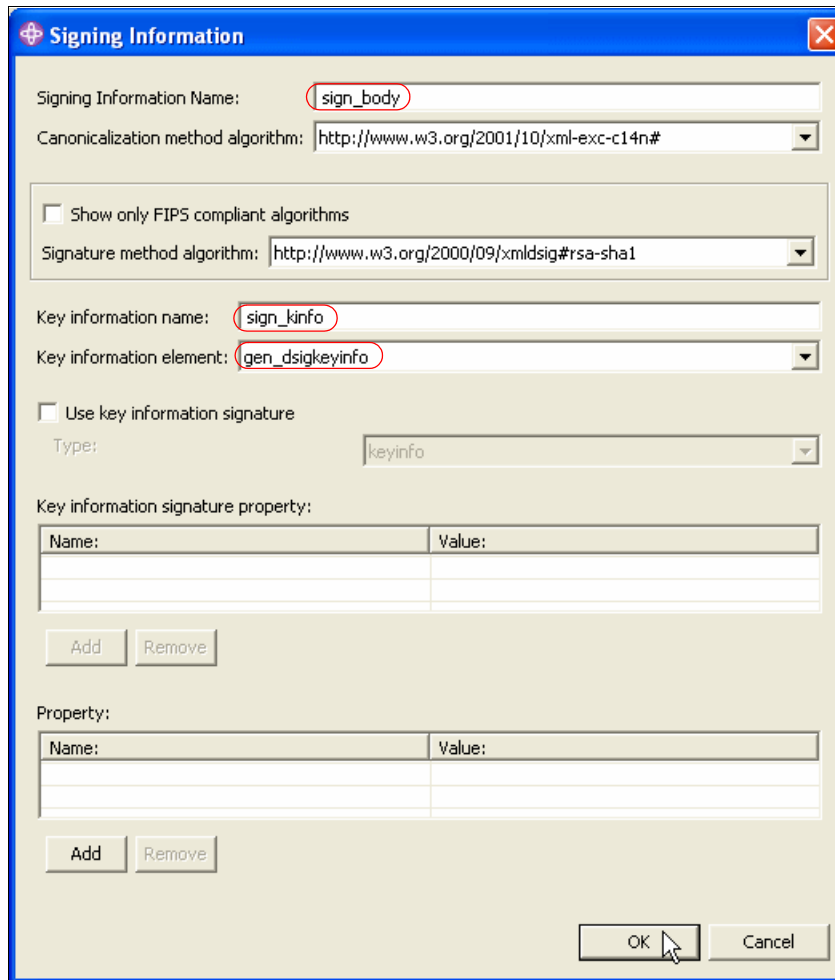 Signing Information
Signing Information Name: sign_body
Canonicalization method algorithm: http://www.w3.org/2001/10/xml-exc-c14n#
Show only FIPS compliant algorithms
Signature method algorithm: http://www.w3.org/2000/09/xmldsig#rsa-sha1
Key information name: sign_kinfo
Key information element: gen_dsigkeyinfo
Use key information signature
Type: keyinfo
Key information signature property:
Name: Value:
Add Remove
Property:
Name: Value:
Add Remove
OK Cancel